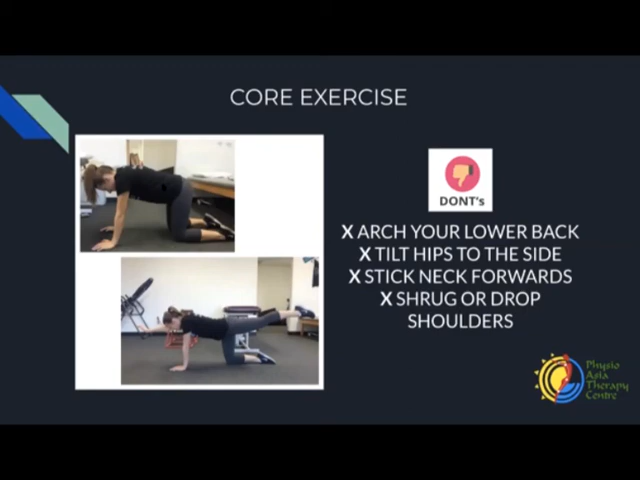 CORE EXERCISE
DONT's
X ARCH YOUR LOWER BACK
X TILT HIPS TO THE SIDE
X STICK NECK FORWARDS
X SHRUG OR DROP
SHOULDERS
Physio
Asia
Therapy
Centre